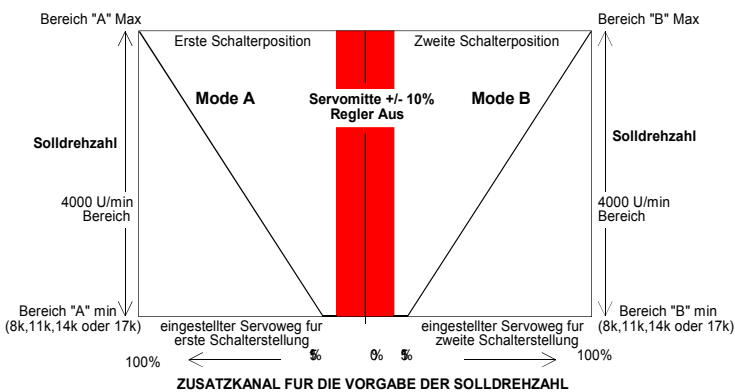 Bereich "A" Max
Bereich "B" Max
Erste Schalterposition
Zweite Schalterposition
Mode A
Servomitte +/- 10%
Regler Aus
Mode B
Solldrehzahl
Solldrehzahl
4000 U/min
Bereich
4000 U/min
Bereich
Bereich "A" min
(8k,11k,14k oder 17k)
Bereich "B" min
(8k,11k,14k oder 17k)
eingestellter Servoweg fur
erste Schalterstellung
eingestellter Servoweg fur
zweite Schalterstellung
100%
100%
ZUSATZKANAL FUR DIE VORGABE DER SOLLDREHZAHL